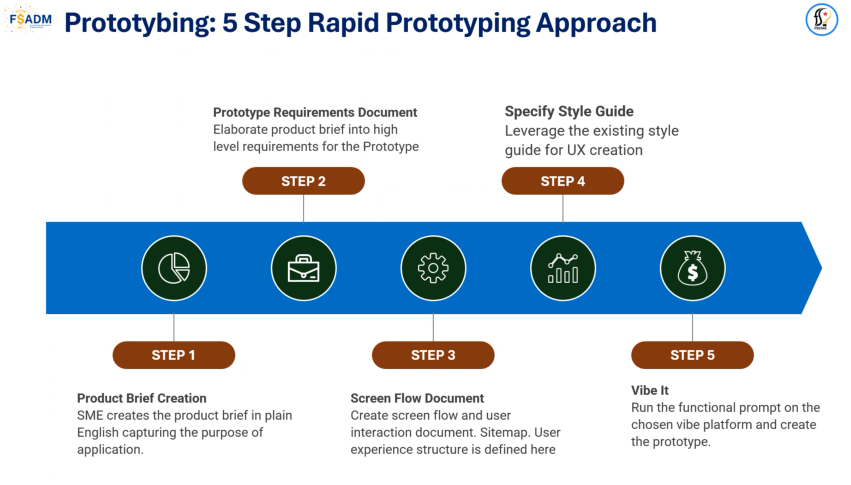 FSADM
Prototybing: 5 Step Rapid Prototyping Approach
Prototype Requirements Document
Elaborate product brief into high
level requirements for the Prototype
STEP 2
Specify Style Guide
Leverage the existing style
guide for UX creation
STEP 4
$
STEP 1
Product Brief Creation
SME creates the product brief in plain
English capturing the purpose of
application.
STEP 3
Screen Flow Document
Create screen flow and user
interaction document. Sitemap. User
experience structure is defined here
STEP 5
Vibe It
Run the functional prompt on the
chosen vibe platform and create
the prototype.